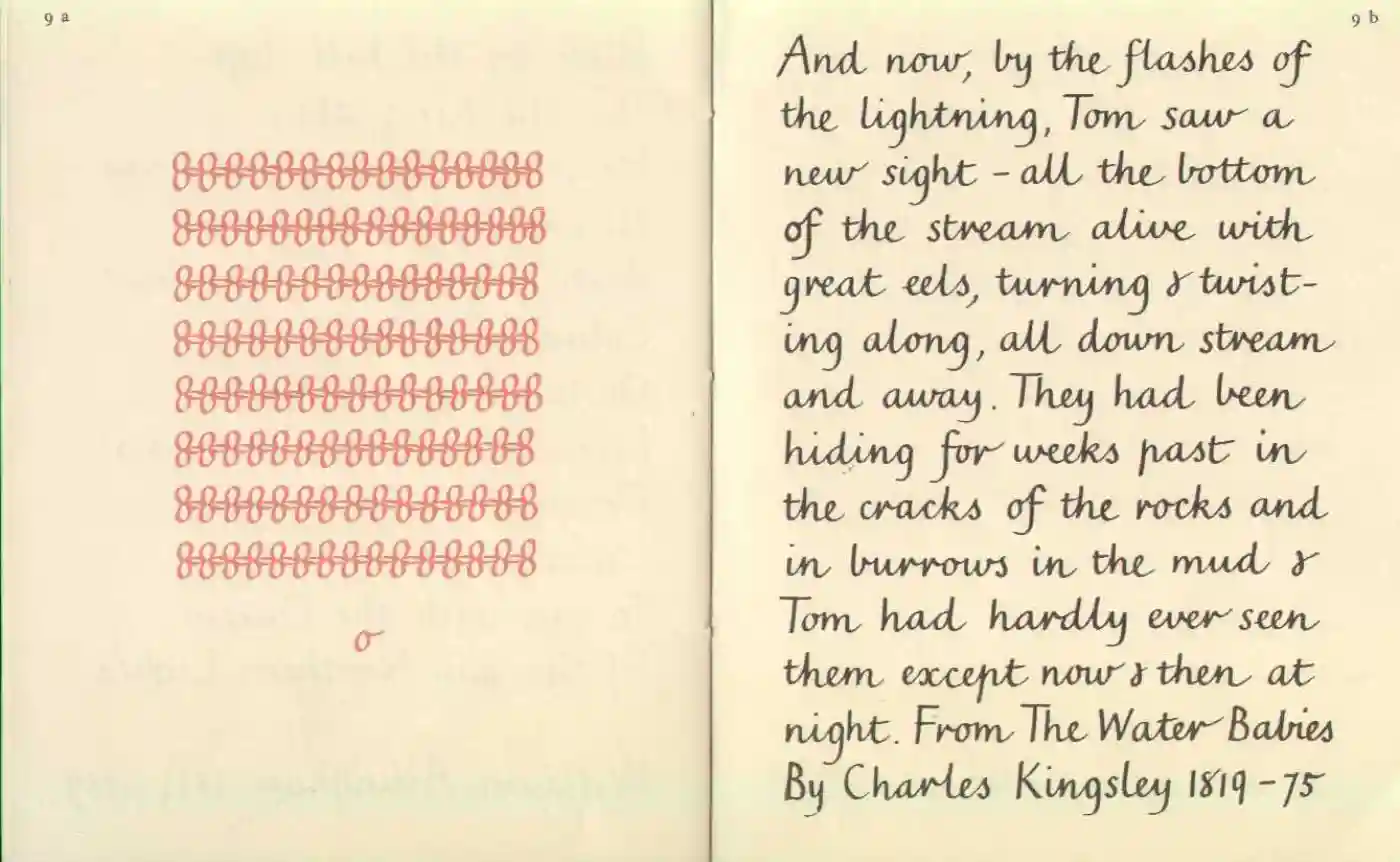 9 a
o
9 b
And now, by the flashes of
the lightning, Tom saw a
new sight - all the bottom
of the stream alive with
great eels, turning & twist-
ing along, all down stream
and away. They had been
hiding for weeks past in
the cracks of the rocks and
in burrows in the mud &
Tom had hardly ever seen
them except now & then at
night. From The Water Babies
By Charles Kingsley 1819-75